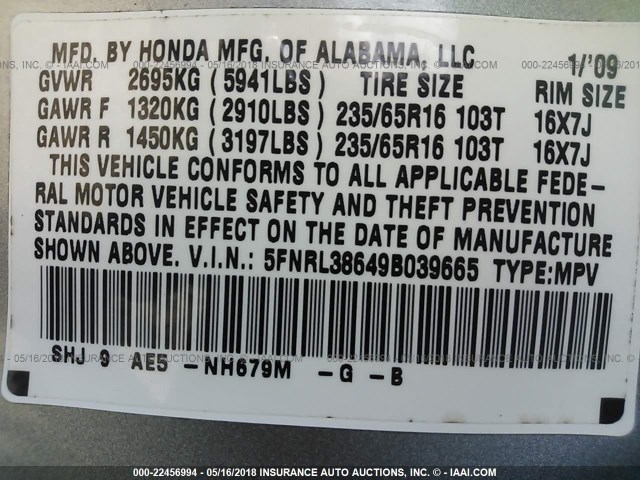 MFD. BY HONDA MFG. OF ALABAMA, LLC 1/'09
GVWR 2695KG (5941LBS) TIRE SIZE RIM SIZE
GAWR F 1320KG (2910LBS) 235/65R16 103T 16X7J
GAWR R 1450KG (3197LBS) 235/65R16 103T 16X7J
THIS VEHICLE CONFORMS TO ALL APPLICABLE FEDE-
RAL MOTOR VEHICLE SAFETY AND THEFT PREVENTION
STANDARDS IN EFFECT ON THE DATE OF MANUFACTURE
SHOWN ABOVE. V.I.N.: 5FNRL38649B039665 TYPE:MPV
SHJ 9 AE5 -NH679M -G -B
000-22456994 - 05/16/2018 INSURANCE AUTO AUCTIONS, INC. - © - IAAI.COM